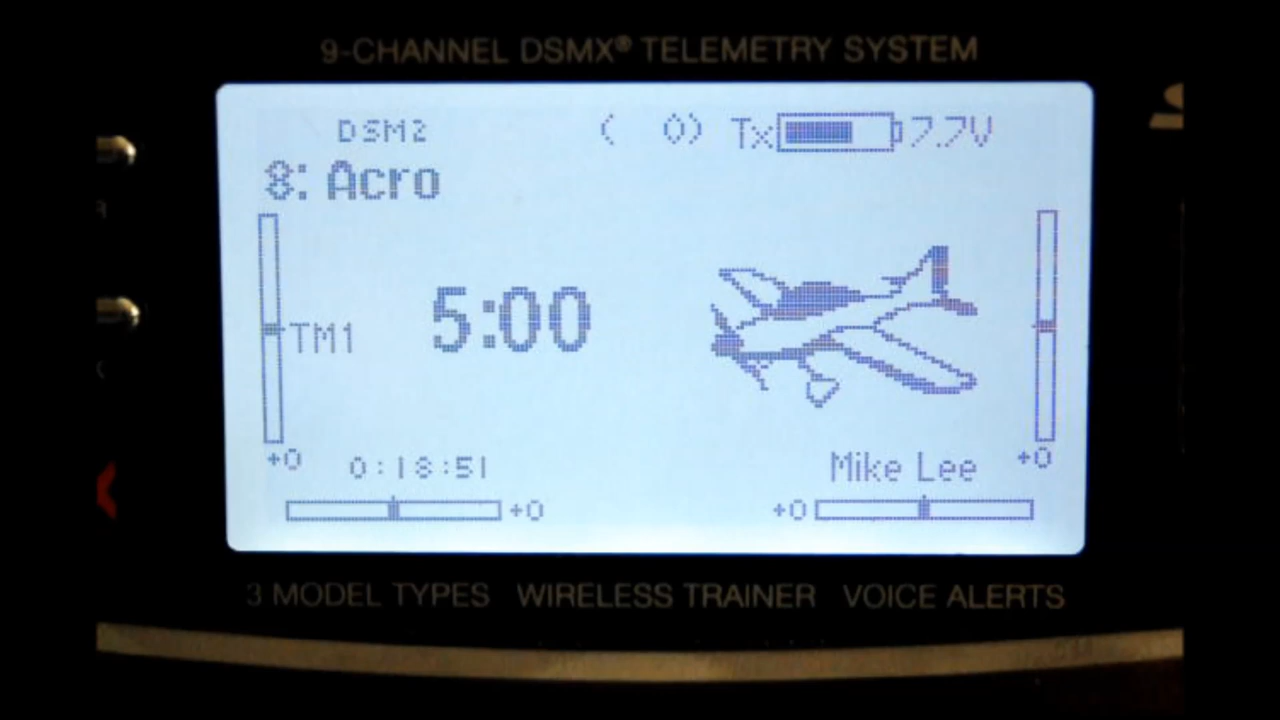 9-CHANNEL DSMX® TELEMETRY SYSTEM
DSM2 ( 0) Tx 7.7V
8: Acro
TM1 5:00
+0 0:18:51 Mike Lee +0
+0 +0
3 MODEL TYPES WIRELESS TRAINER VOICE ALERTS